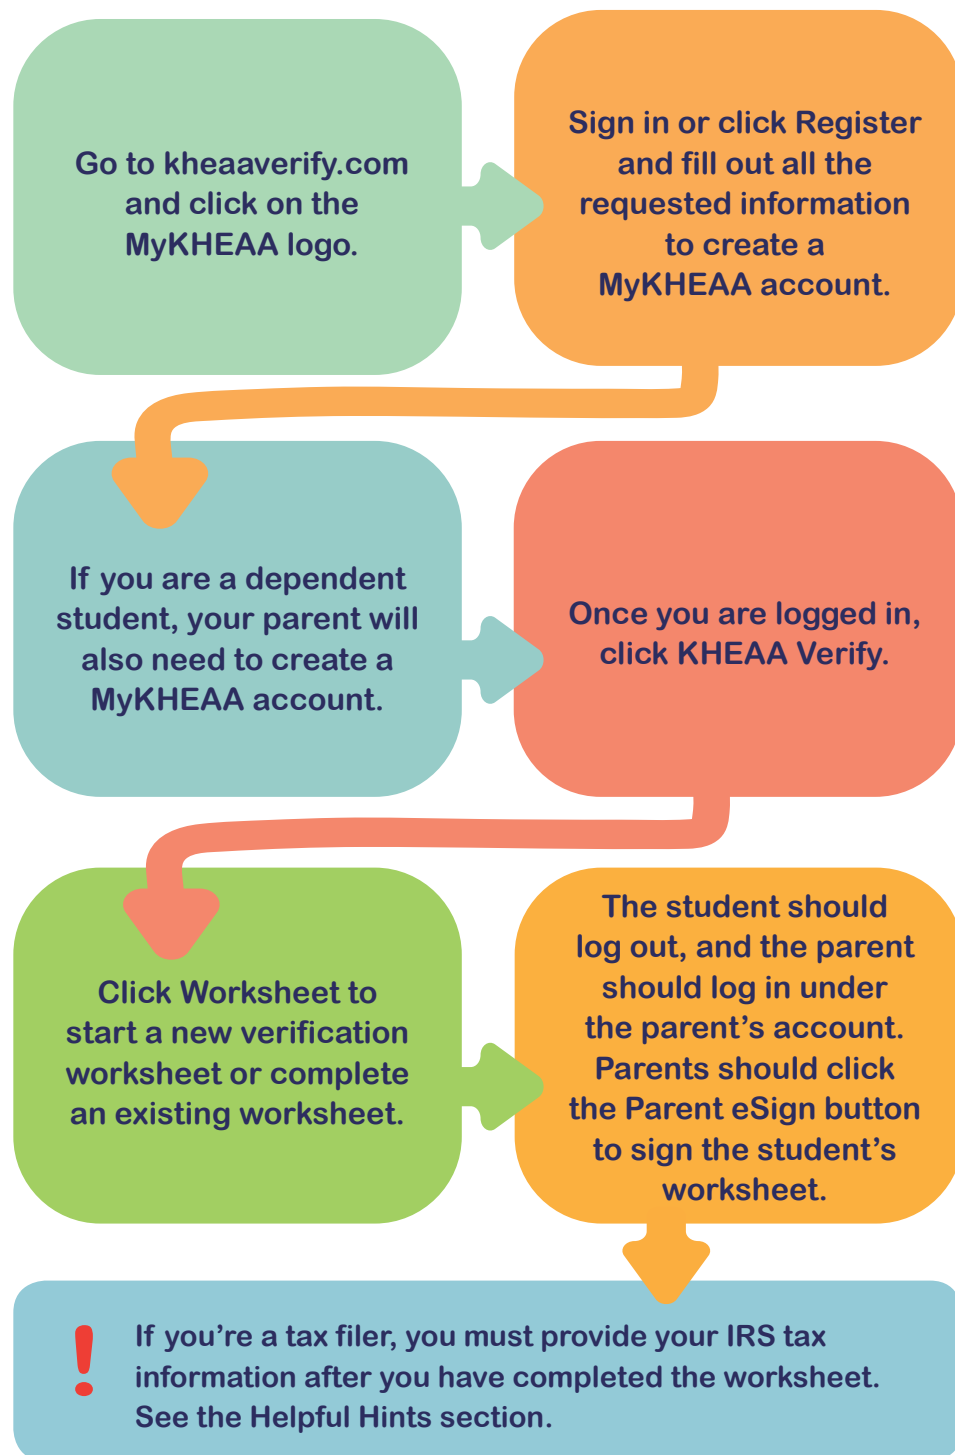 Go to kheaaverify.com
and click on the
MyKHEAA logo.
Sign in or click Register
and fill out all the
requested information
to create a
MyKHEAA account.
If you are a dependent
student, your parent will
also need to create a
MyKHEAA account.
Once you are logged in,
click KHEAA Verify.
Click Worksheet to
start a new verification
worksheet or complete
an existing worksheet.
The student should
log out, and the parent
should log in under
the parent’s account.
Parents should click
the Parent eSign button
to sign the student’s
worksheet.
!
If you’re a tax filer, you must provide your IRS tax
information after you have completed the worksheet.
See the Helpful Hints section.